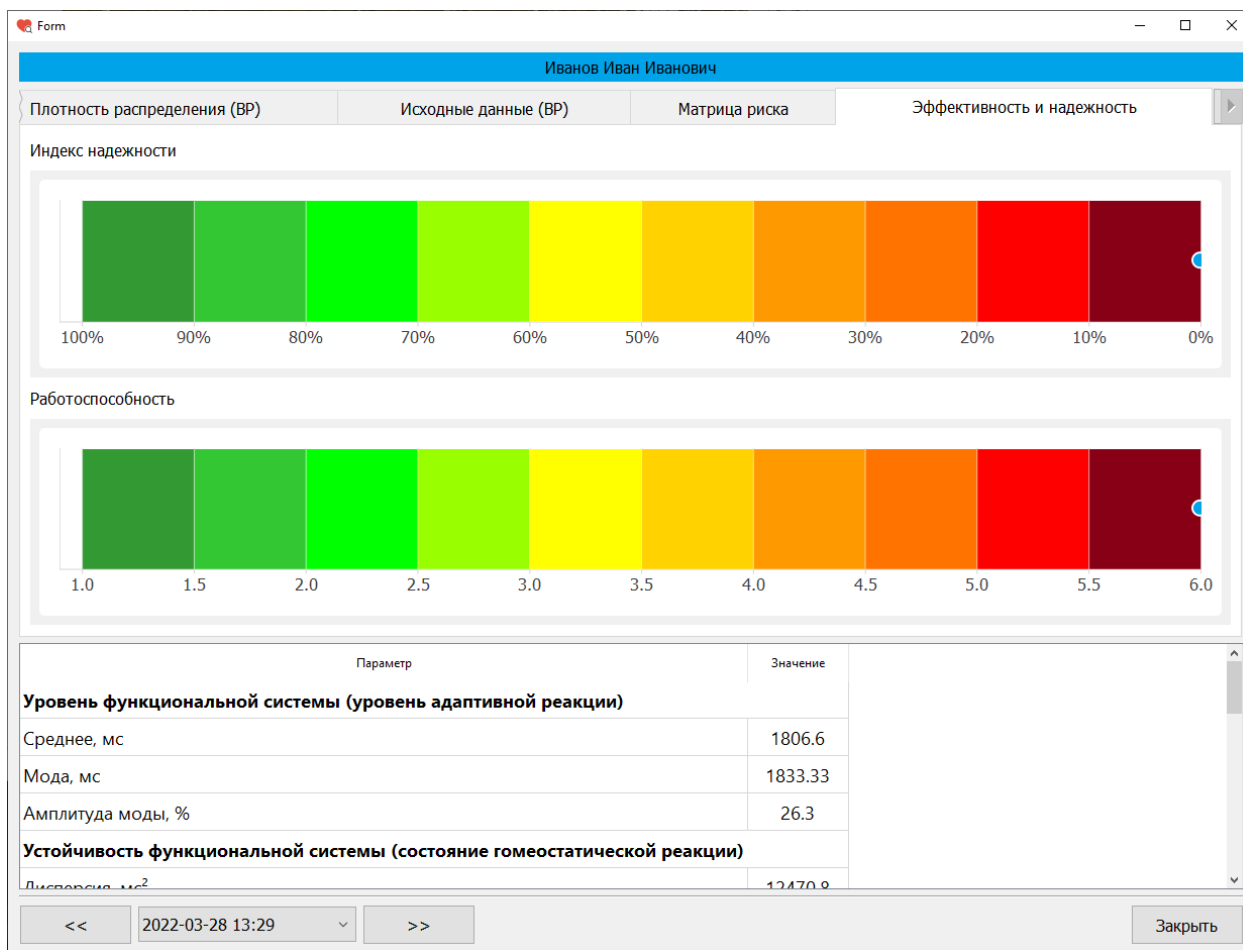 Form
Иванов Иван Иванович
Плотность распределения (ВР) Исходные данные (ВР) Матрица риска Эффективность и надежность
Индекс надежности
100% 90% 80% 70% 60% 50% 40% 30% 20% 10% 0%
Работоспособность
1.0 1.5 2.0 2.5 3.0 3.5 4.0 4.5 5.0 5.5 6.0
Параметр Значение
Уровень функциональной системы (уровень адаптивной реакции)
Среднее, мс 1806.6
Мода, мс 1833.33
Амплитуда моды, % 26.3
Устойчивость функциональной системы (состояние гомеостатической реакции)
Дисперсия, мс² 12470.8
<< 2022-03-28 13:29 >> Закрыть